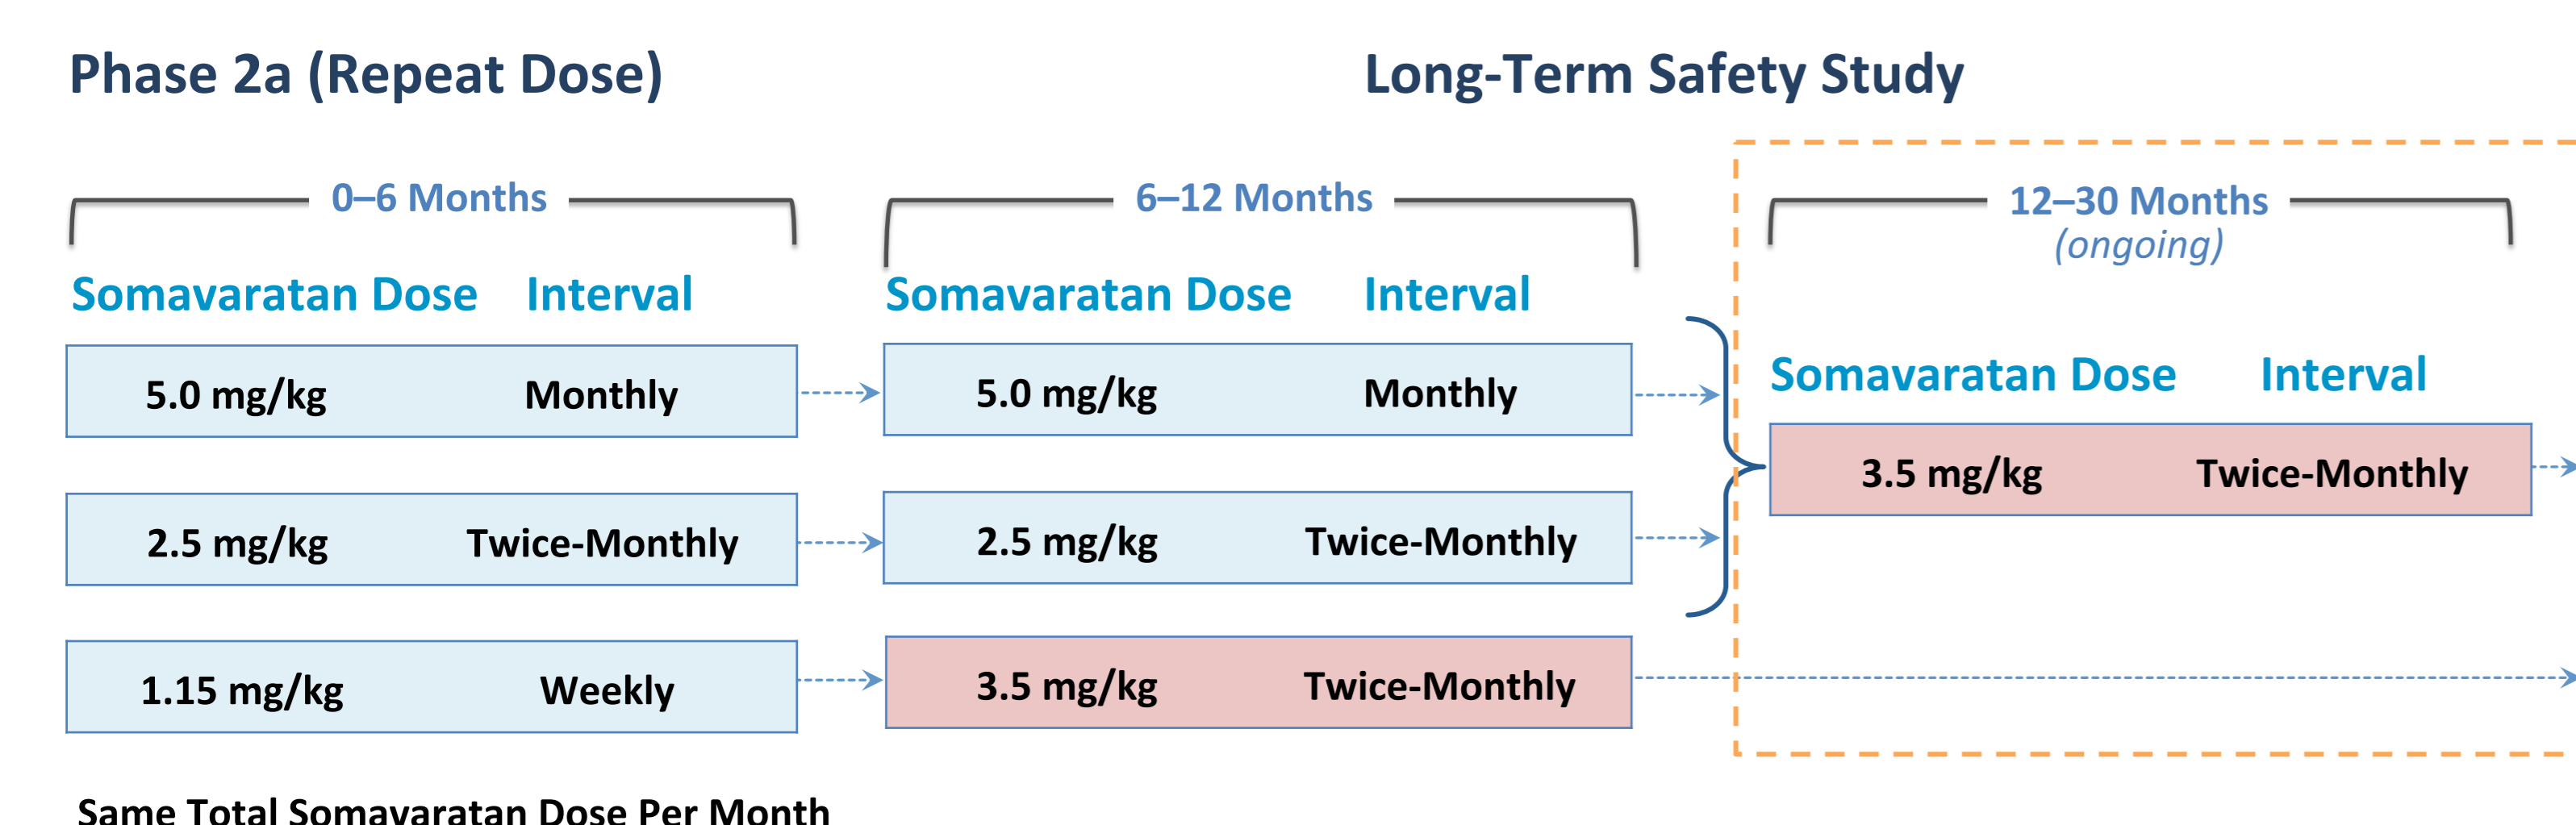 Phase 2a (Repeat Dose)
Long-Term Safety Study
0–6 Months
6–12 Months
12–30 Months
(ongoing)
Somavaratan Dose Interval
Somavaratan Dose Interval
Somavaratan Dose Interval
5.0 mg/kg Monthly
5.0 mg/kg Monthly
3.5 mg/kg Twice-Monthly
2.5 mg/kg Twice-Monthly
2.5 mg/kg Twice-Monthly
1.15 mg/kg Weekly
3.5 mg/kg Twice-Monthly
Same Total Somavaratan Dose Per Month